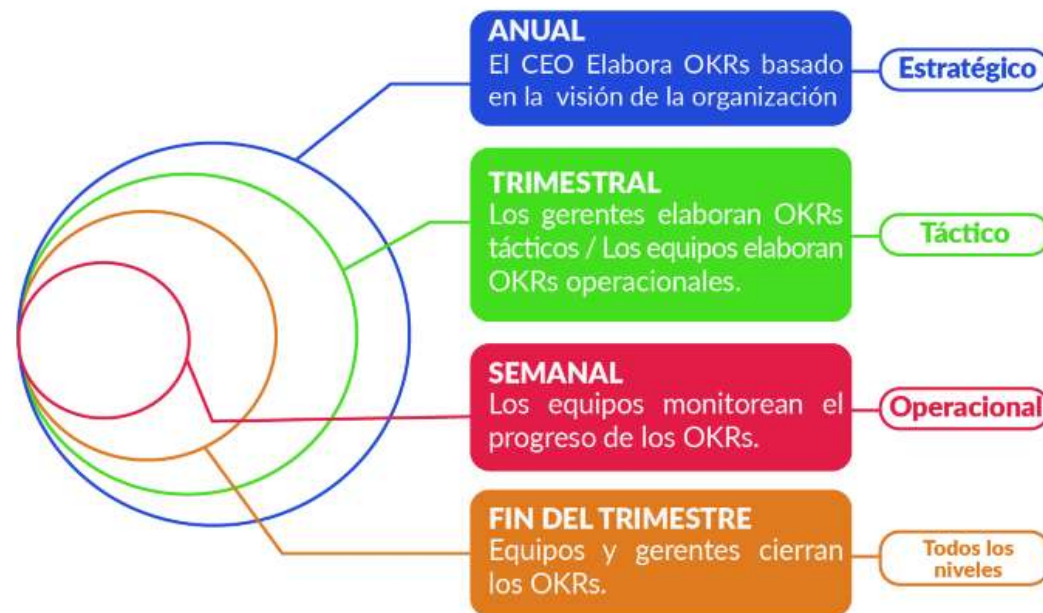 ANUAL
El CEO Elabora OKRs basado
en la visión de la organización
Estratégico
TRIMESTRAL
Los gerentes elaboran OKRs
tácticos / Los equipos elaboran
OKRs operacionales.
Táctico
SEMANAL
Los equipos monitorean el
progreso de los OKRs.
Operacional
FIN DEL TRIMESTRE
Equipos y gerentes cierran
los OKRs.
Todos los
niveles